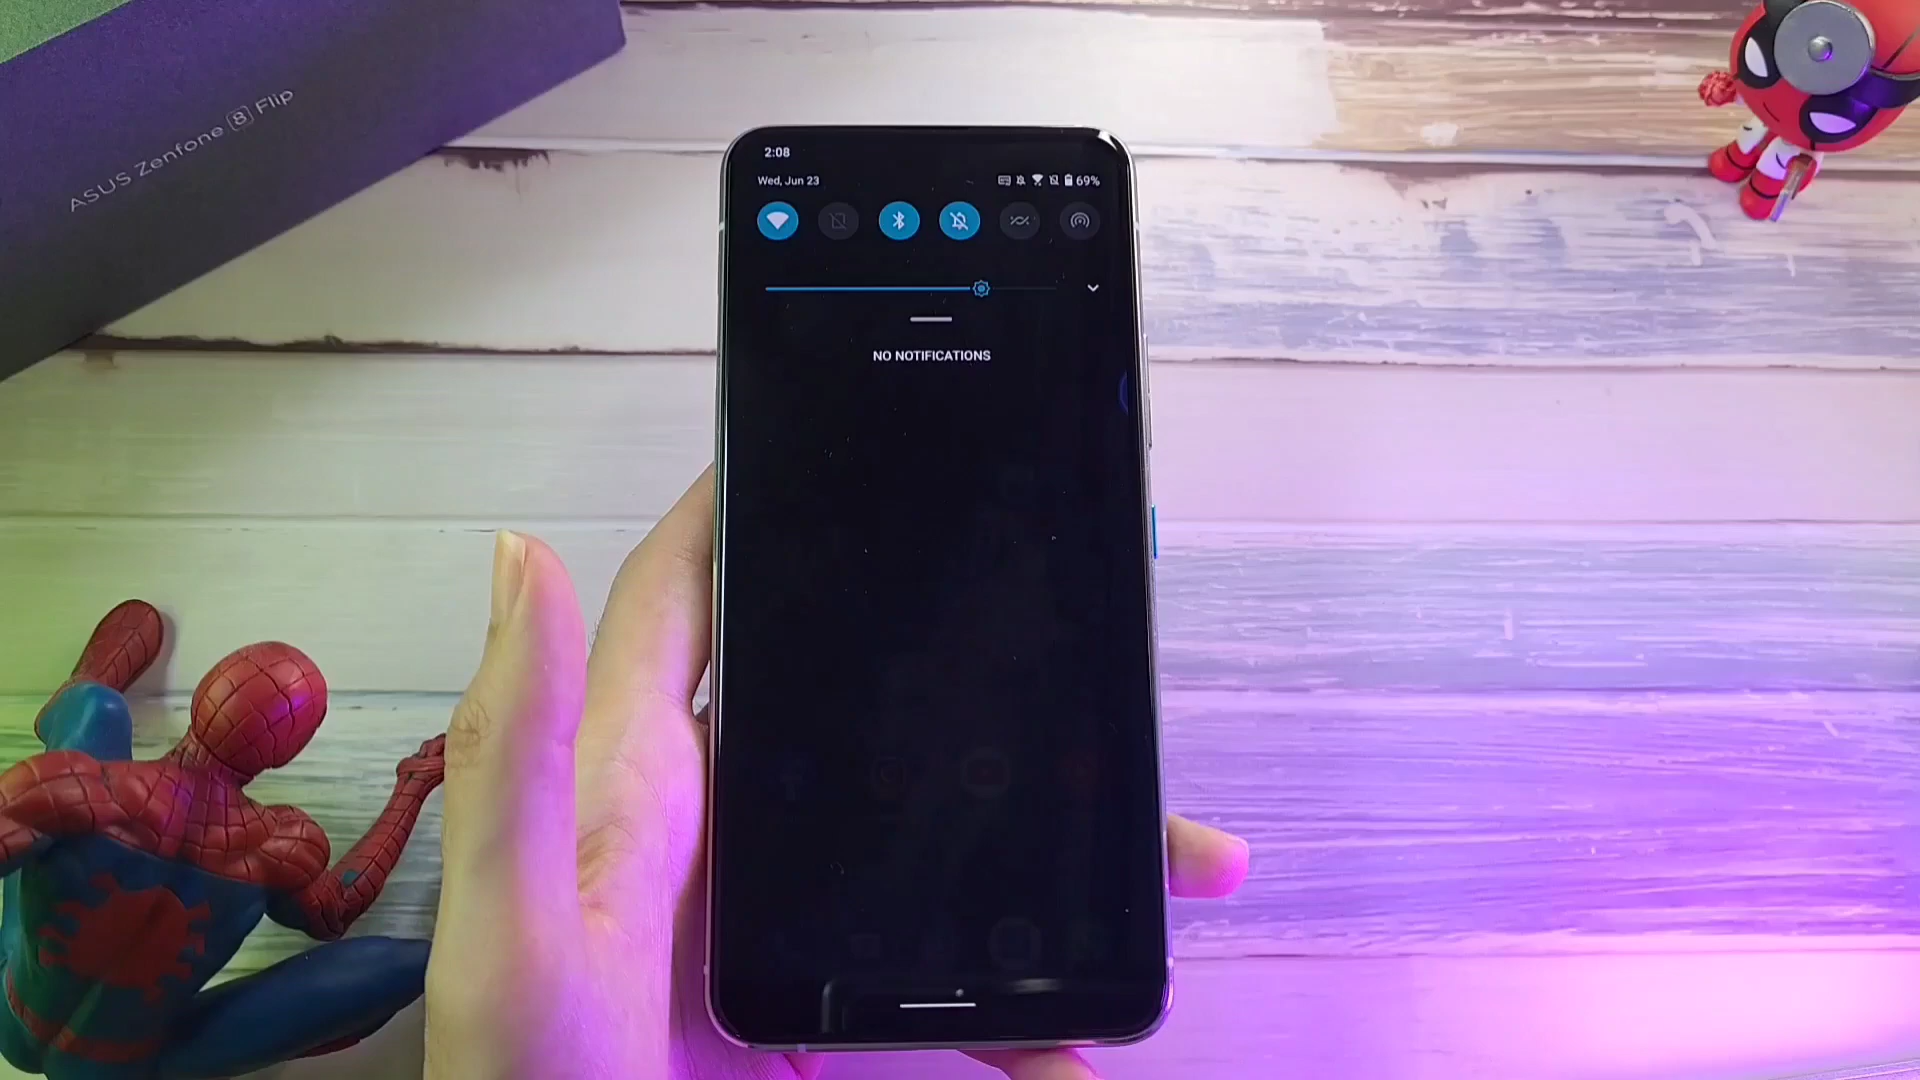 ASUS Zenfone 8 Flip
2:08
Wed, Jun 23
69%
NO NOTIFICATIONS